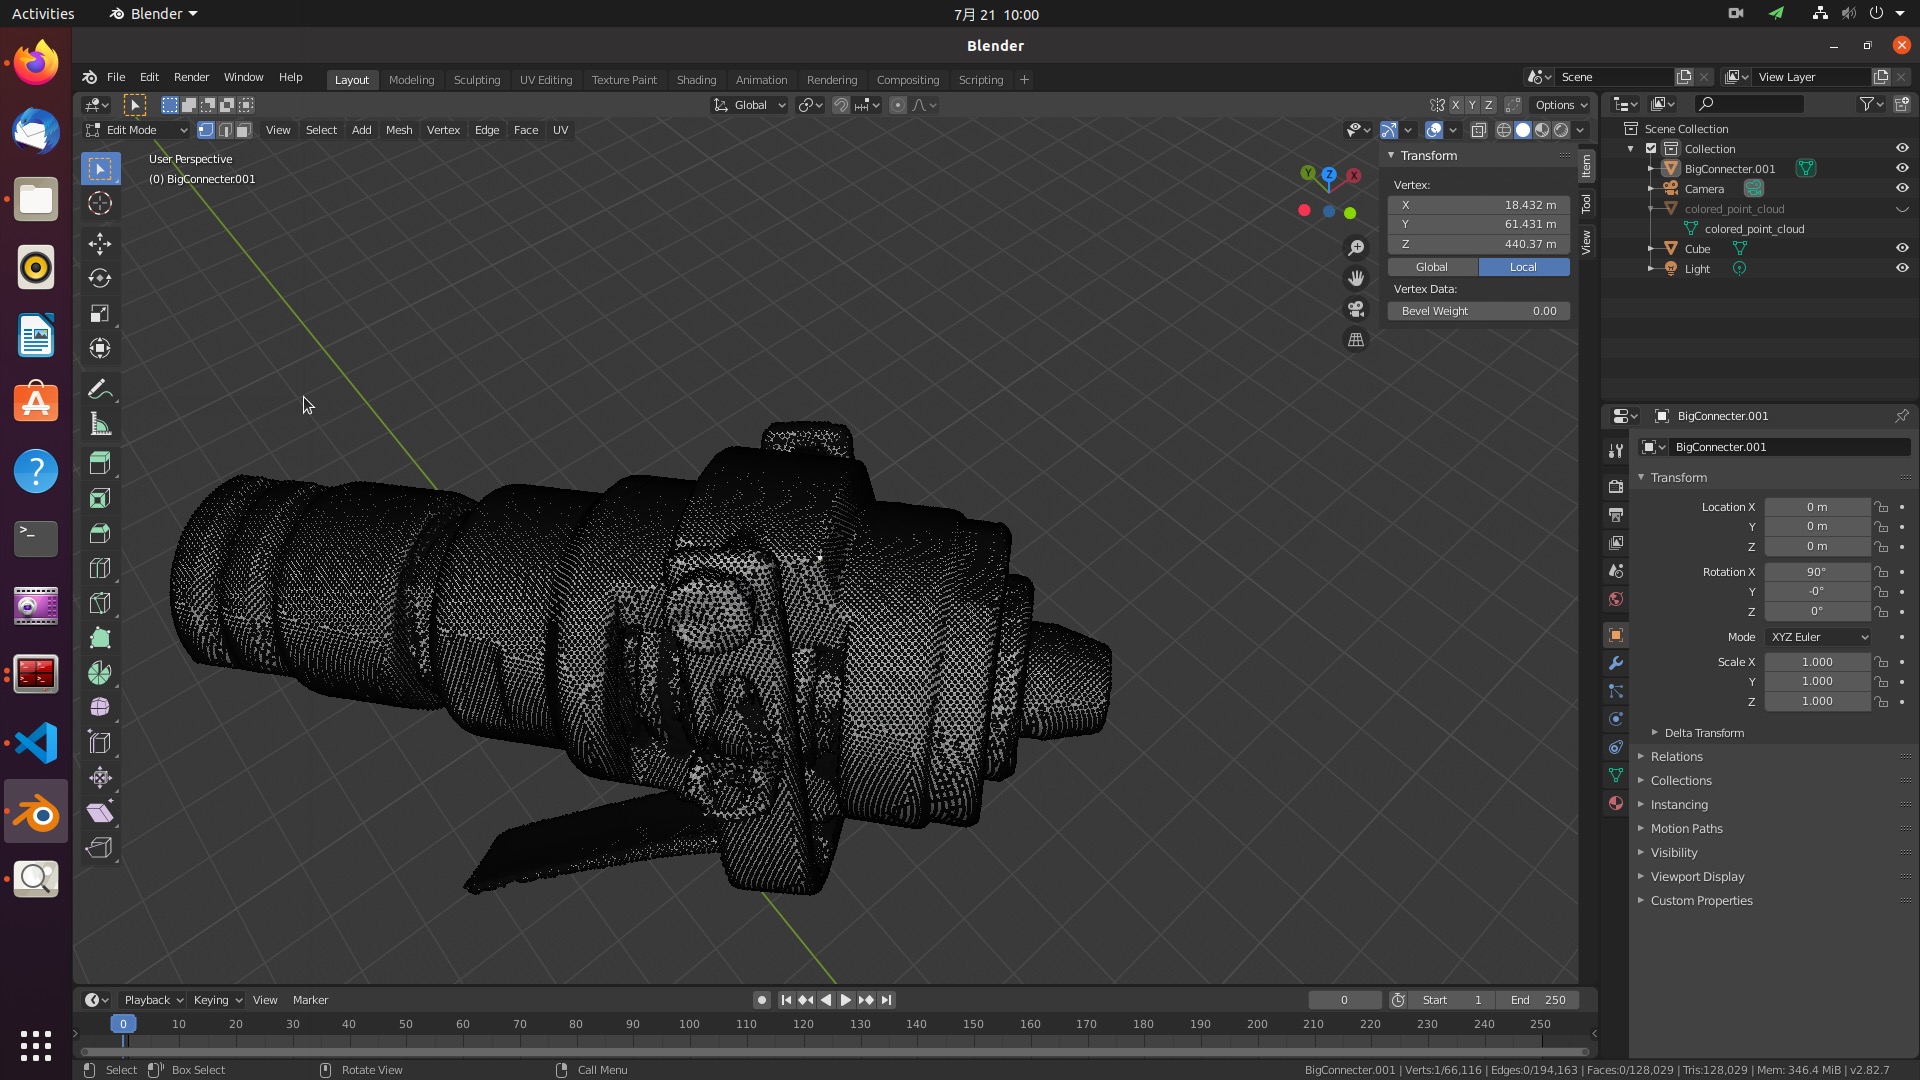 Activities
Blender
7月 21 10:00
Blender
File Edit Render Window Help
Layout Modeling Sculpting UV Editing Texture Paint Shading Animation Rendering Compositing Scripting +
Scene
View Layer
Global
X Y Z
Options
Edit Mode
View Select Add Mesh Vertex Edge Face UV
User Perspective
(0) BigConnecter.001
Y Z X
Transform
Vertex:
X 18.432 m
Y 61.431 m
Z 440.37 m
Global Local
Vertex Data:
Bevel Weight 0.00
Item
Tool
View
Scene Collection
Collection
BigConnecter.001
Camera
colored_point_cloud
colored_point_cloud
Cube
Light
BigConnecter.001
BigConnecter.001
Transform
Location X 0 m
Y 0 m
Z 0 m
Rotation X 90°
Y -0°
Z 0°
Mode XYZ Euler
Scale X 1.000
Y 1.000
Z 1.000
Delta Transform
Relations
Collections
Instancing
Motion Paths
Visibility
Viewport Display
Custom Properties
Playback Keying View Marker
0
Start 1
End 250
0 10 20 30 40 50 60 70 80 90 100 110 120 130 140 150 160 170 180 190 200 210 220 230 240 250
Select
Box Select
Rotate View
Call Menu
BigConnecter.001 | Verts:1/66,116 | Edges:0/194,163 | Faces:0/128,029 | Tris:128,029 | Mem: 346.4 MiB | v2.82.7